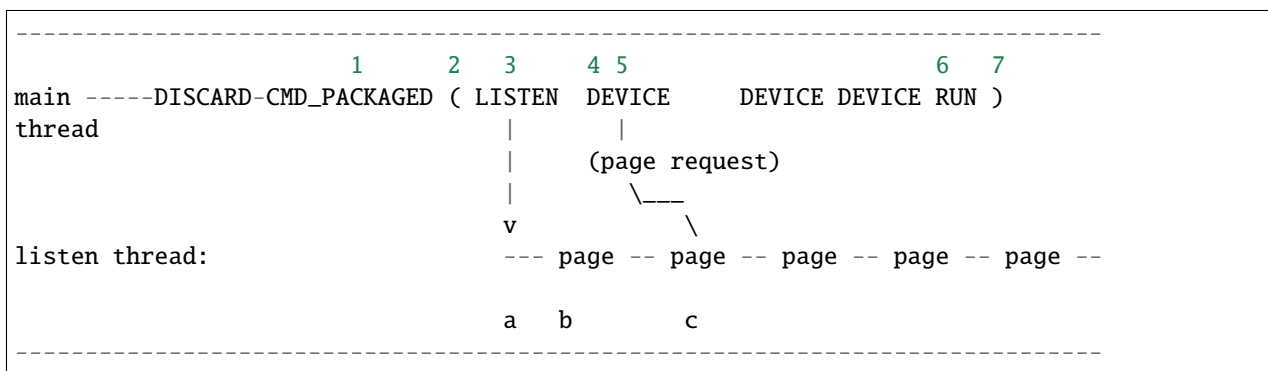 ------------------------------------------------------------------------------
                        1      2   3     4 5                      6   7
main -----DISCARD-CMD_PACKAGED ( LISTEN  DEVICE     DEVICE DEVICE RUN )
thread                             |       |
                                   |     (page request)
                                   |        \___
                                   v            \
listen thread:                     --- page -- page -- page -- page -- page --

                                   a   b        c
------------------------------------------------------------------------------